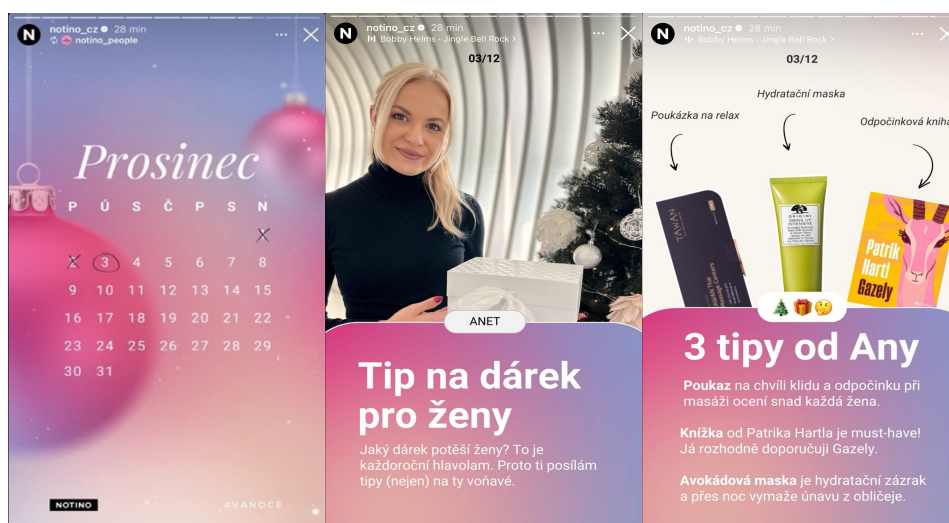 N
notino_cz 28 min
notino_people
Prosinec
P Ú S Č P S N
X
2 3 4 5 6 7 8
9 10 11 12 13 14 15
16 17 18 19 20 21 22
23 24 25 26 27 28 29
30 31
NOTINO
#VÁNOCE
N
notino_cz 28 min
Bobby Helms · Jingle Bell Rock >
03/12
ANET
Tip na dárek
pro ženy
Jaký dárek potěší ženy? To je
každoroční hlavolam. Proto ti posílám
tipy (nejen) na ty voňavé.
N
notino_cz 28 min
Bobby Helms · Jingle Bell Rock >
03/12
Hydratační maska
Poukázka na relax
Odpočinková kniha
TAWAN
Massage Centers
ORIGINS
DRINK UP
INTENSIVE
Patrik
Hartl
Gazely
3 tipy od Any
Poukaz na chvíli klidu a odpočinku při
masáži ocení snad každá žena.
Knížka od Patrika Hartla je must-have!
Já rozhodně doporučuji Gazely.
Avokádová maska je hydratační zázrak
a přes noc vymaže únavu z obličeje.